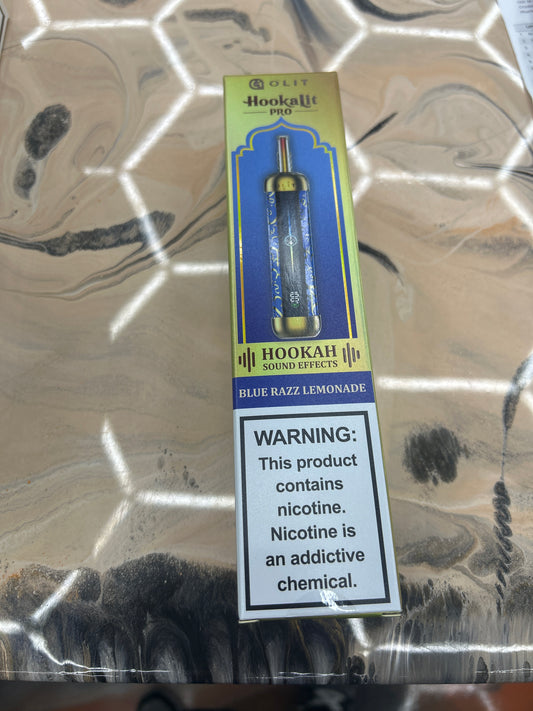 OLIT
HookaLit
PRO
HOOKAH
SOUND EFFECTS
BLUE RAZZ LEMONADE
WARNING:
This product
contains
nicotine.
Nicotine is
an addictive
chemical.